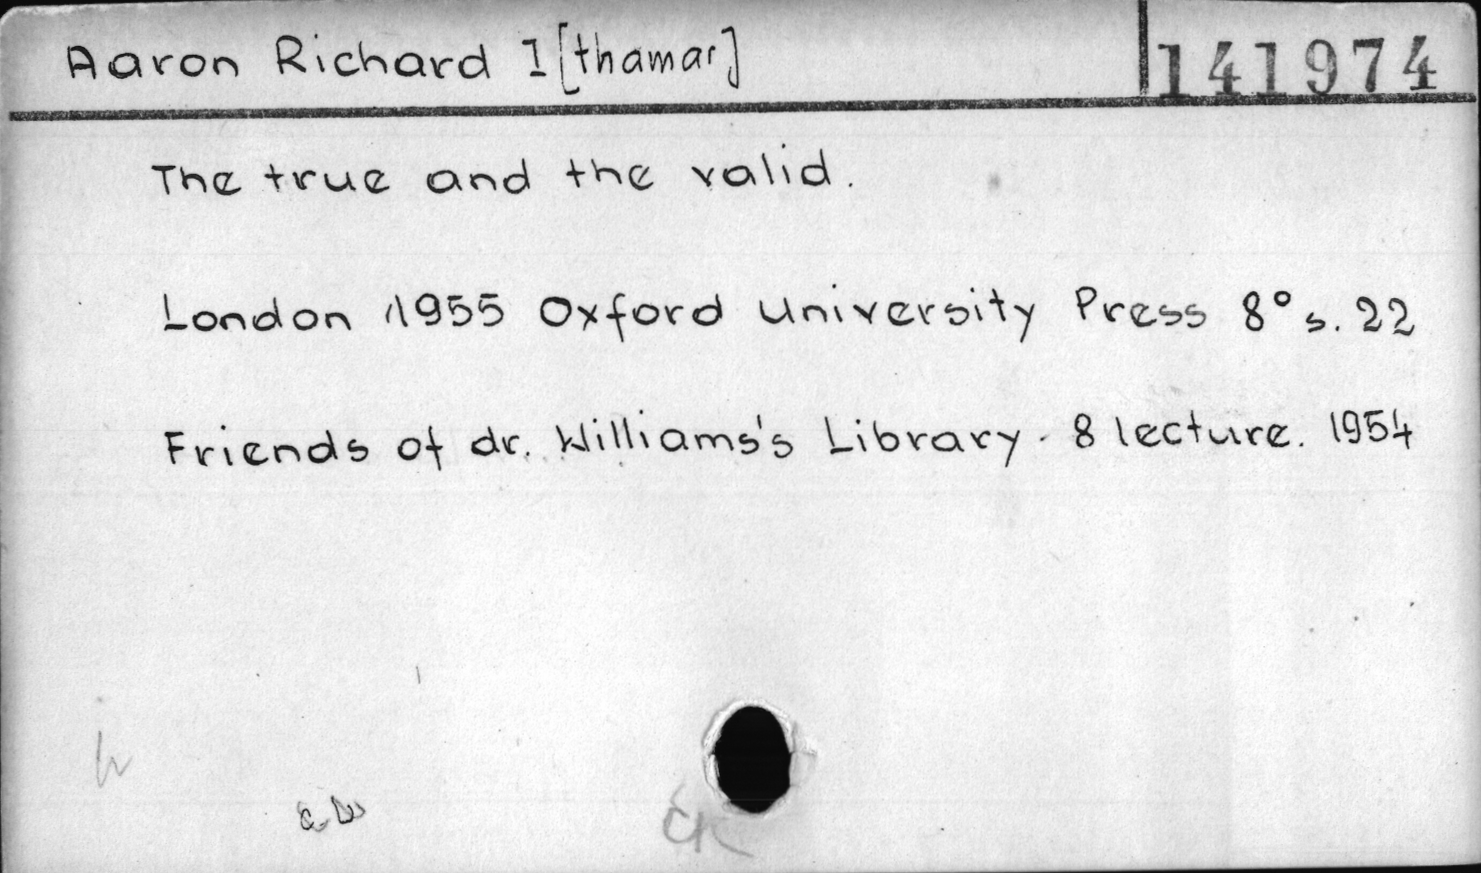 Aaron Richard I[thamar]
141974
The true and the valid.
London 1955 Oxford University Press 8° s. 22
Friends of dr. Williams's Library. 8 lecture. 1954